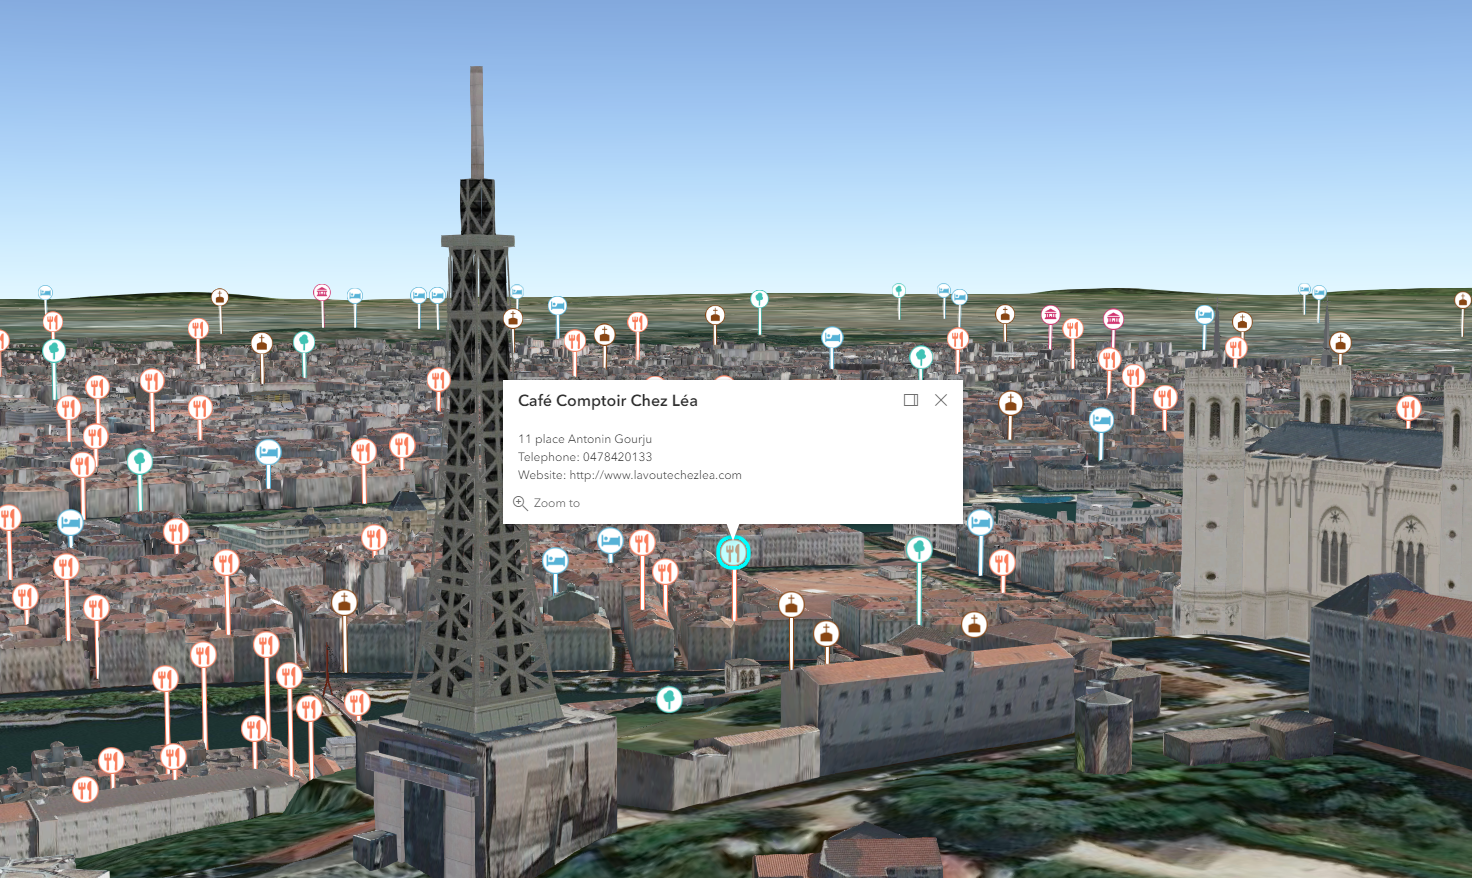 Café Comptoir Chez Léa
11 place Antonin Gourju
Telephone: 0478420133
Website: http://www.lavoutechezlea.com
Zoom to